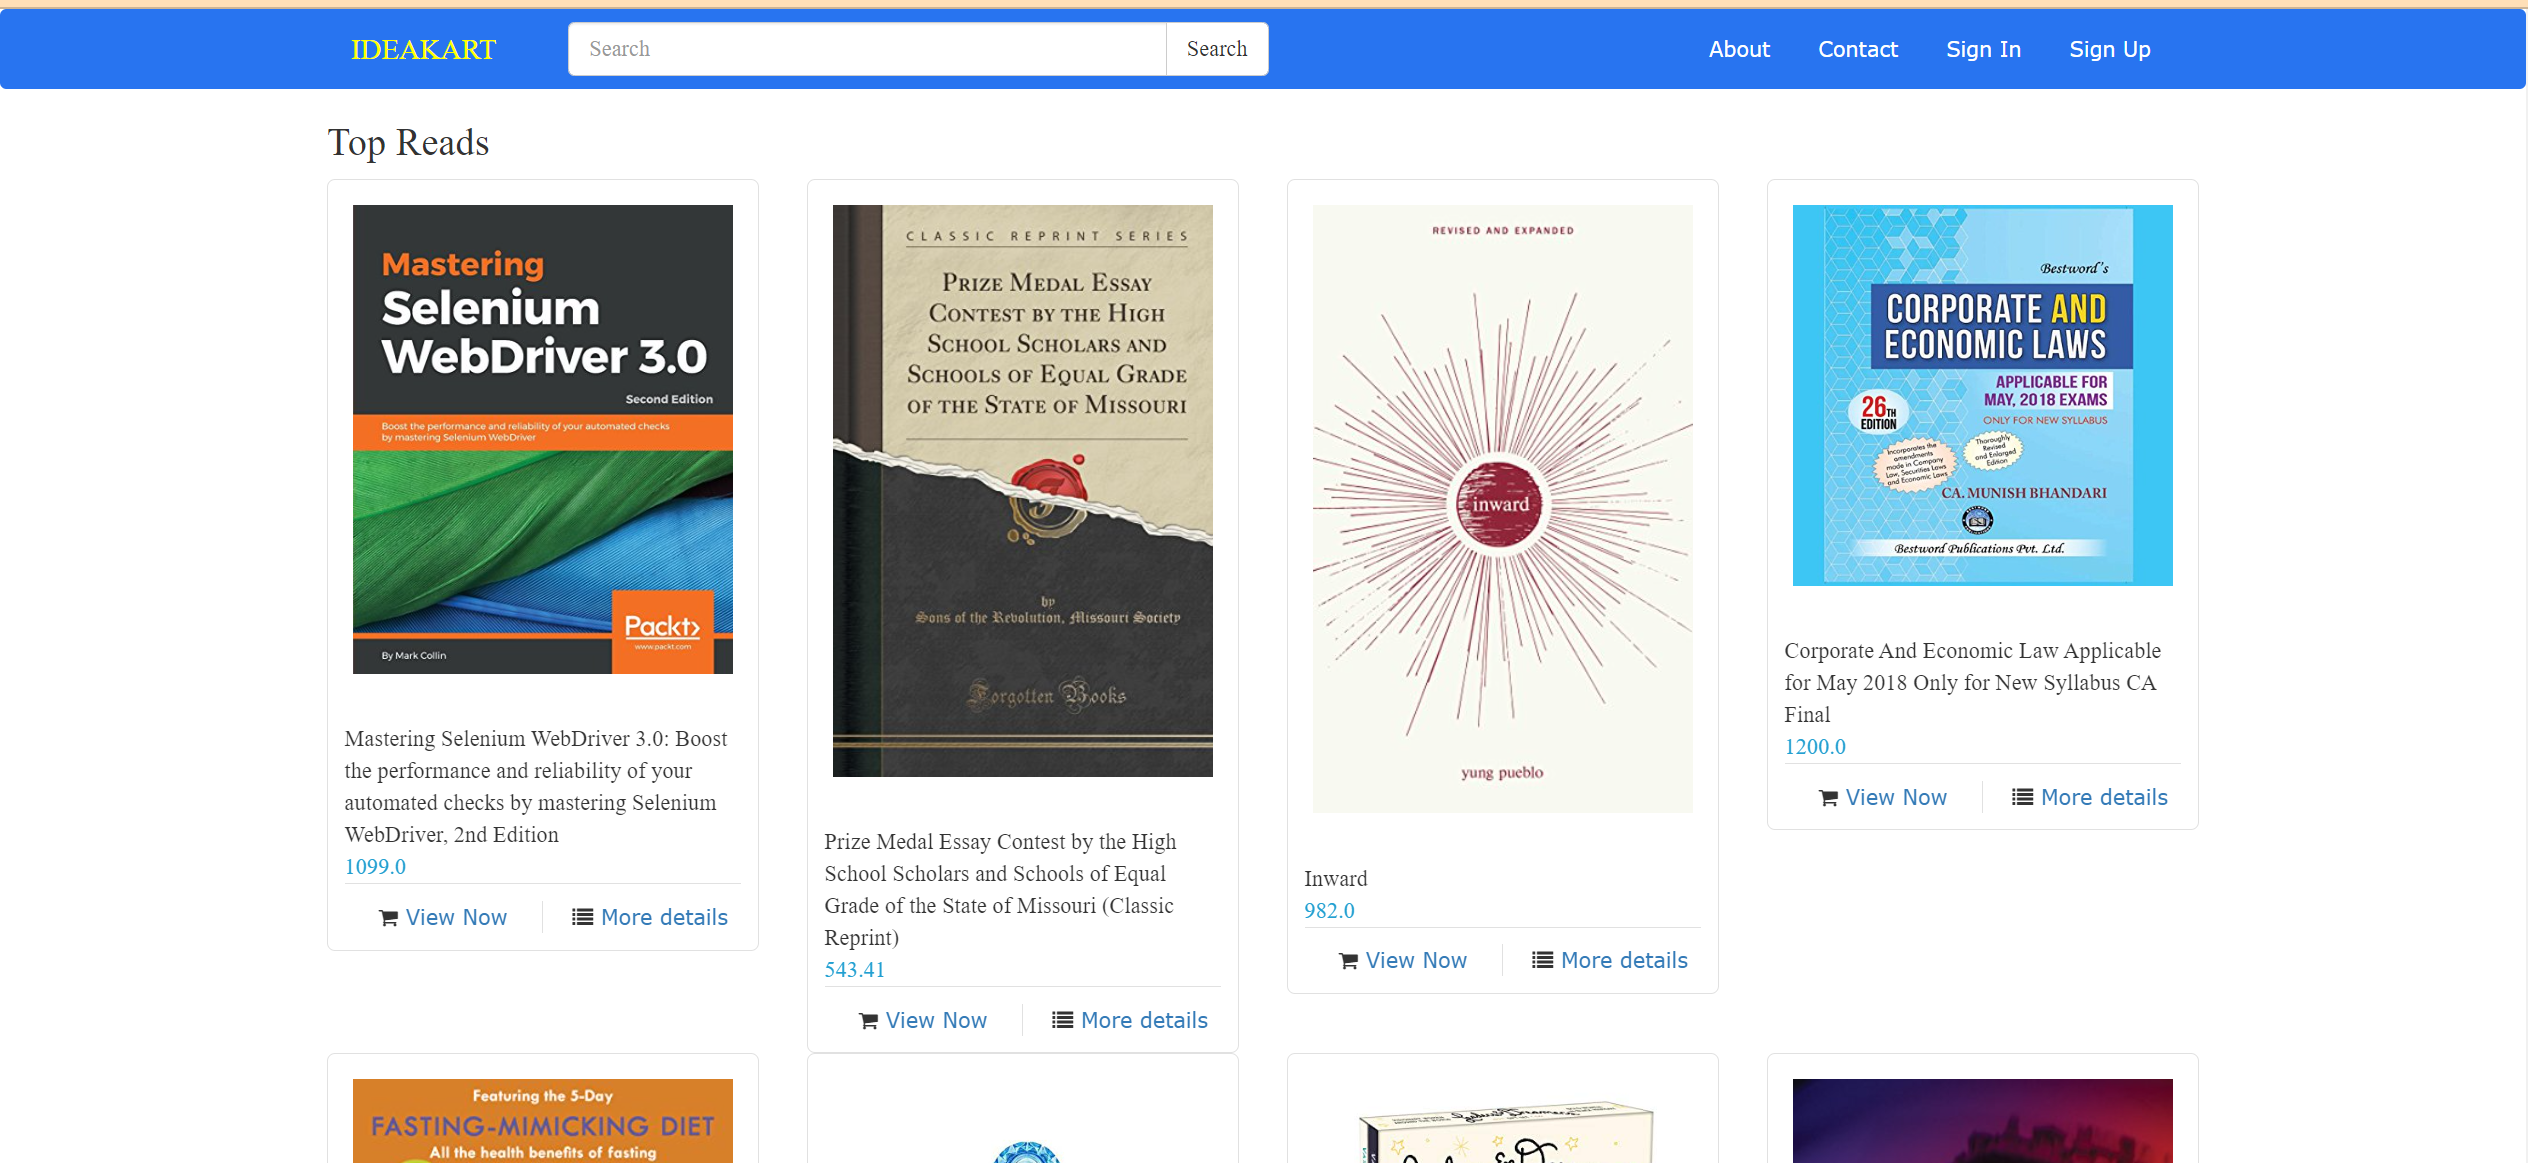 IDEAKART
Search
Search
About
Contact
Sign In
Sign Up
Top Reads
Mastering
Selenium
WebDriver 3.0
Second Edition
Boost the performance and reliability of your automated checks
by mastering Selenium WebDriver
Packt>
www.packt.com
By Mark Collin
Mastering Selenium WebDriver 3.0: Boost
the performance and reliability of your
automated checks by mastering Selenium
WebDriver, 2nd Edition
1099.0
View Now
More details
CLASSIC REPRINT SERIES
PRIZE MEDAL ESSAY
CONTEST BY THE HIGH
SCHOOL SCHOLARS AND
SCHOOLS OF EQUAL GRADE
OF THE STATE OF MISSOURI
by
Sons of the Revolution, Missouri Society
Forgotten Books
Prize Medal Essay Contest by the High
School Scholars and Schools of Equal
Grade of the State of Missouri (Classic
Reprint)
543.41
View Now
More details
REVISED AND EXPANDED
inward
yung pueblo
Inward
982.0
View Now
More details
Bestword's
CORPORATE AND
ECONOMIC LAWS
APPLICABLE FOR
MAY, 2018 EXAMS
ONLY FOR NEW SYLLABUS
26TH
EDITION
Thoroughly
Revised
and Enlarged
Edition
Incorporates the
amendments
made in Company
Law, Securities Laws
and Economic Laws
CA. MUNISH BHANDARI
Bestword Publications Pvt. Ltd.
Corporate And Economic Law Applicable
for May 2018 Only for New Syllabus CA
Final
1200.0
View Now
More details
Featuring the 5-Day
FASTING-MIMICKING DIET
All the health benefits of fasting